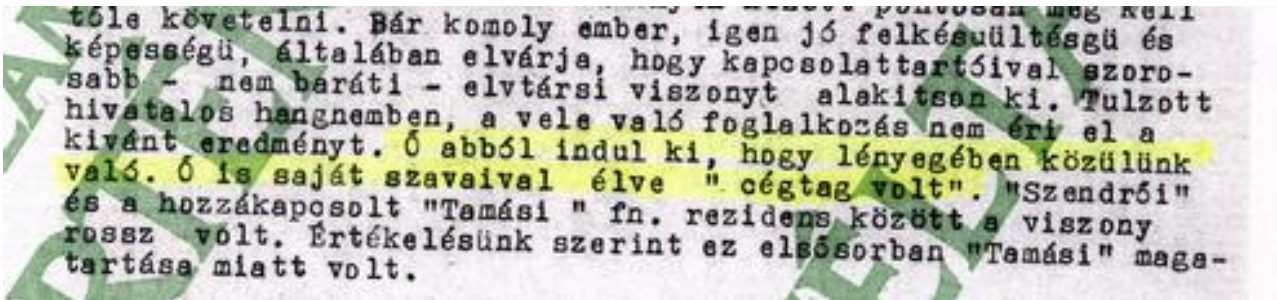 tőle követelni. Bár komoly ember, igen jó felkésuültésgü és
képességü, általában elvárja, hogy kapcsolattartóival szoro-
sabb - nem baráti - elvtársi viszonyt alakitson ki. Tulzott
hivatalos hangnemben, a vele való foglalkozás nem éri el a
kivánt eredményt. Ő abból indul ki, hogy lényegében közülünk
való. Ő is saját szavaival élve " cégtag volt". "Szendrői"
és a hozzákapcsolt "Tamási " fn. rezidens között a viszony
rossz volt. Értékelésünk szerint ez elsősorban "Tamási" maga-
tartása miatt volt.